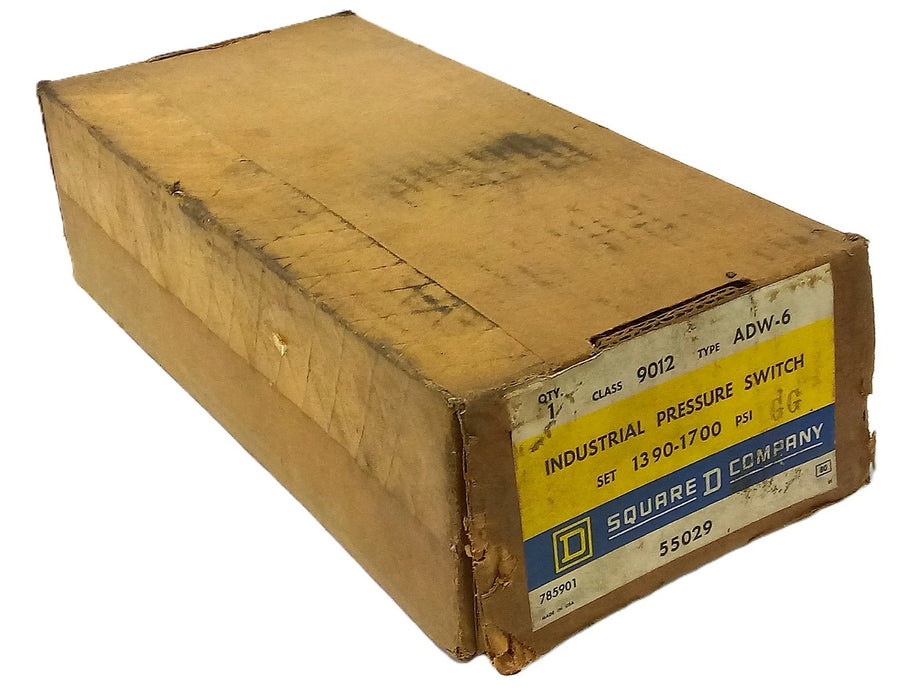 QTY. CLASS 9012 TYPE ADW-6
1
INDUSTRIAL PRESSURE SWITCH
SET 1390-1700 PSI GG
D SQUARE D COMPANY
55029
785901
MADE IN USA